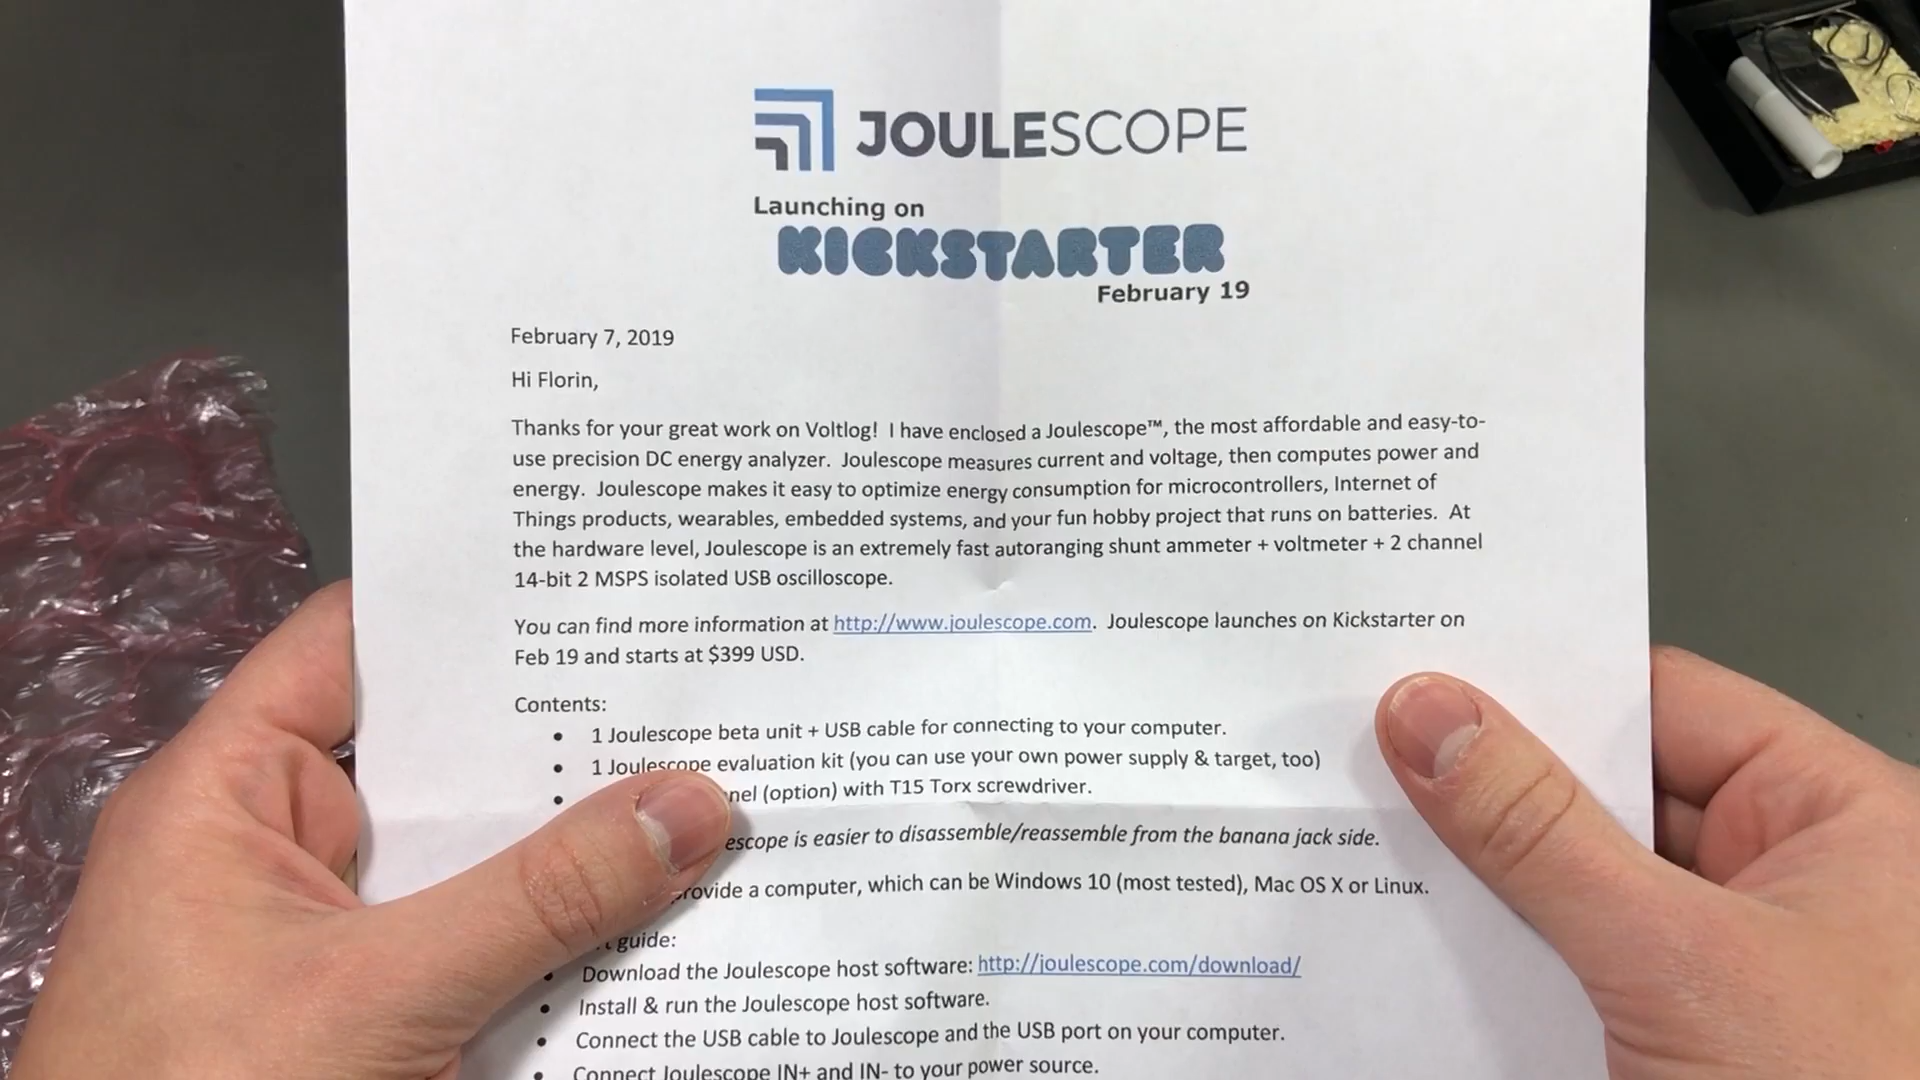 JOULESCOPE
Launching on
KICKSTARTER
February 19
February 7, 2019
Hi Florin,
Thanks for your great work on Voltlog!  I have enclosed a Joulescope™, the most affordable and easy-to-
use precision DC energy analyzer.  Joulescope measures current and voltage, then computes power and
energy.  Joulescope makes it easy to optimize energy consumption for microcontrollers, Internet of
Things products, wearables, embedded systems, and your fun hobby project that runs on batteries.  At
the hardware level, Joulescope is an extremely fast autoranging shunt ammeter + voltmeter + 2 channel
14-bit 2 MSPS isolated USB oscilloscope.
You can find more information at http://www.joulescope.com.  Joulescope launches on Kickstarter on
Feb 19 and starts at $399 USD.
Contents:
• 1 Joulescope beta unit + USB cable for connecting to your computer.
• 1 Joulescope evaluation kit (you can use your own power supply & target, too)
• (option) with T15 Torx screwdriver.
is easier to disassemble/reassemble from the banana jack side.
provide a computer, which can be Windows 10 (most tested), Mac OS X or Linux.
guide:
• Download the Joulescope host software: http://joulescope.com/download/
• Install & run the Joulescope host software.
• Connect the USB cable to Joulescope and the USB port on your computer.
• Connect Joulescope IN+ and IN- to your power source.